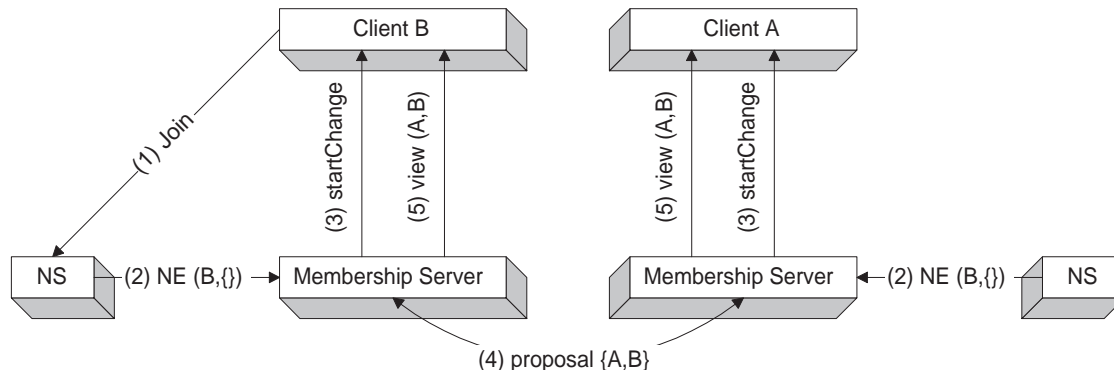 Client B
Client A
(1) Join
(3) startChange
(5) view (A,B)
(5) view (A,B)
(3) startChange
NS
(2) NE (B,{})
Membership Server
Membership Server
(2) NE (B,{})
NS
(4) proposal {A,B}